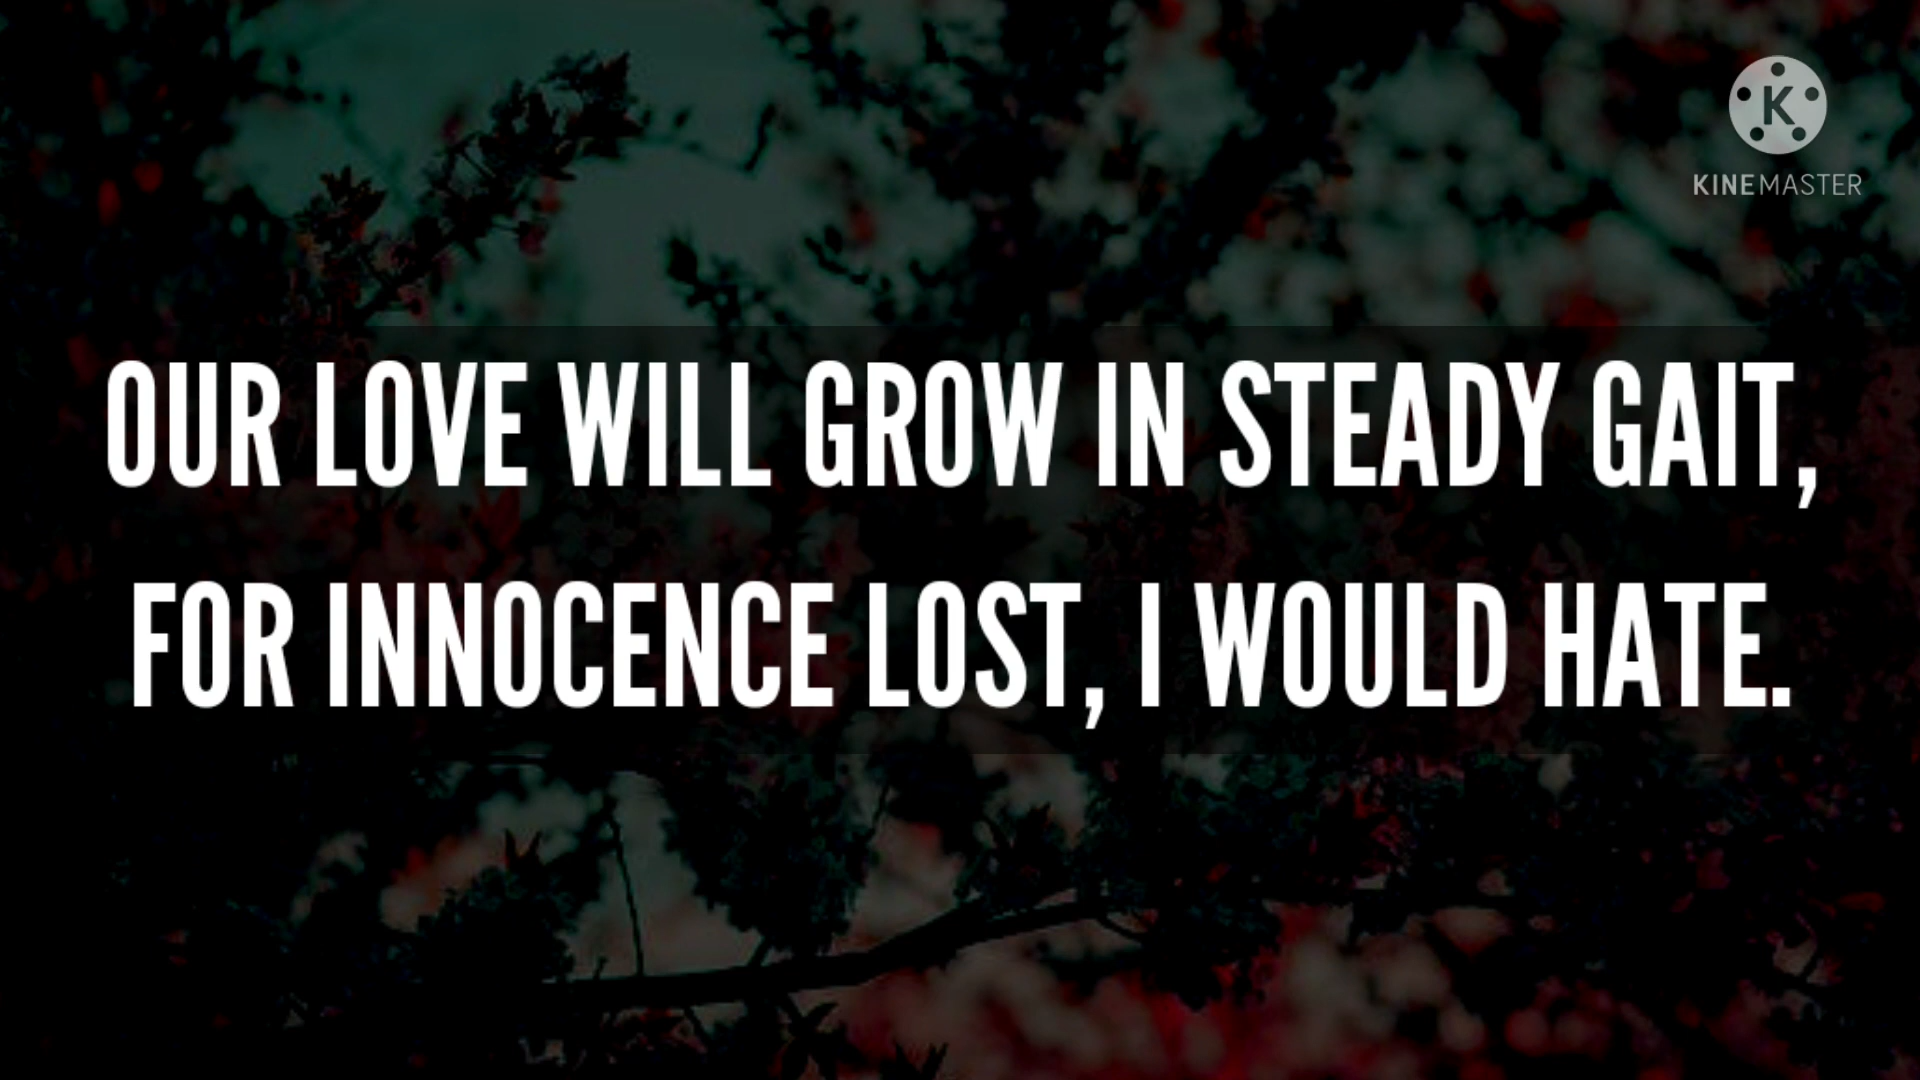 K
KINEMASTER
OUR LOVE WILL GROW IN STEADY GAIT,
FOR INNOCENCE LOST, I WOULD HATE.